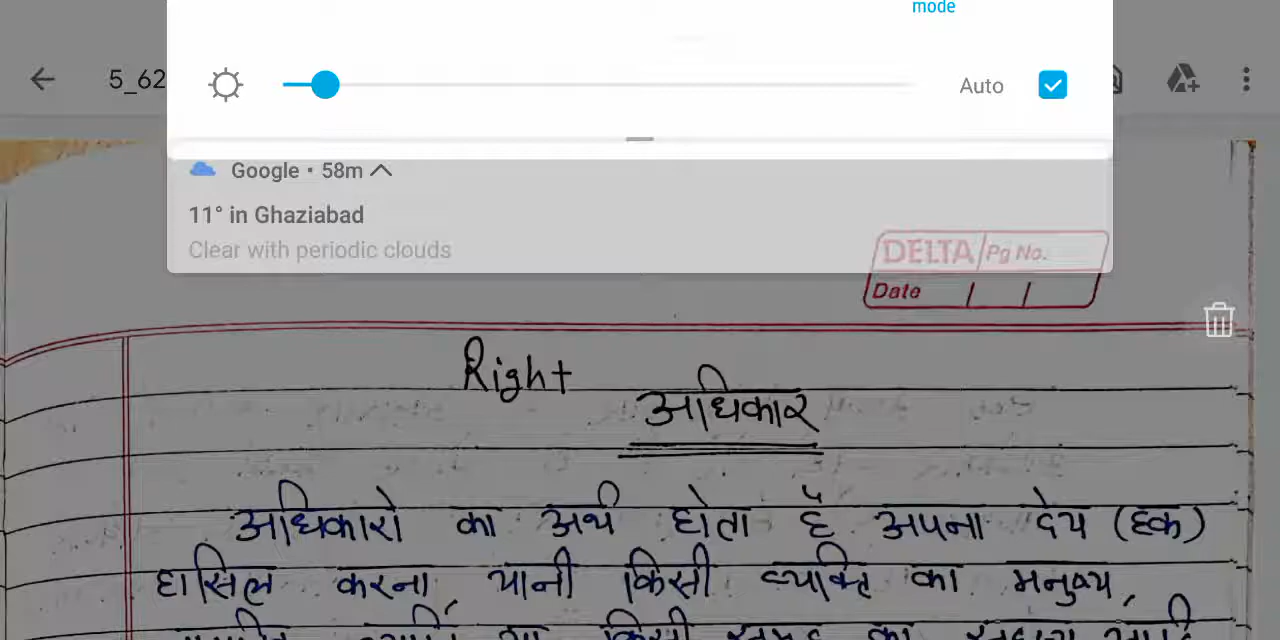 mode
5_62
Auto
Google • 58m
11° in Ghaziabad
Clear with periodic clouds
DELTA Pg No.
Date
Right
अधिकार
अधिकारो का अर्थ होता है अपना देय (हक)
हासिल करना, यानी किसी व्यक्ति का मनुष्य,